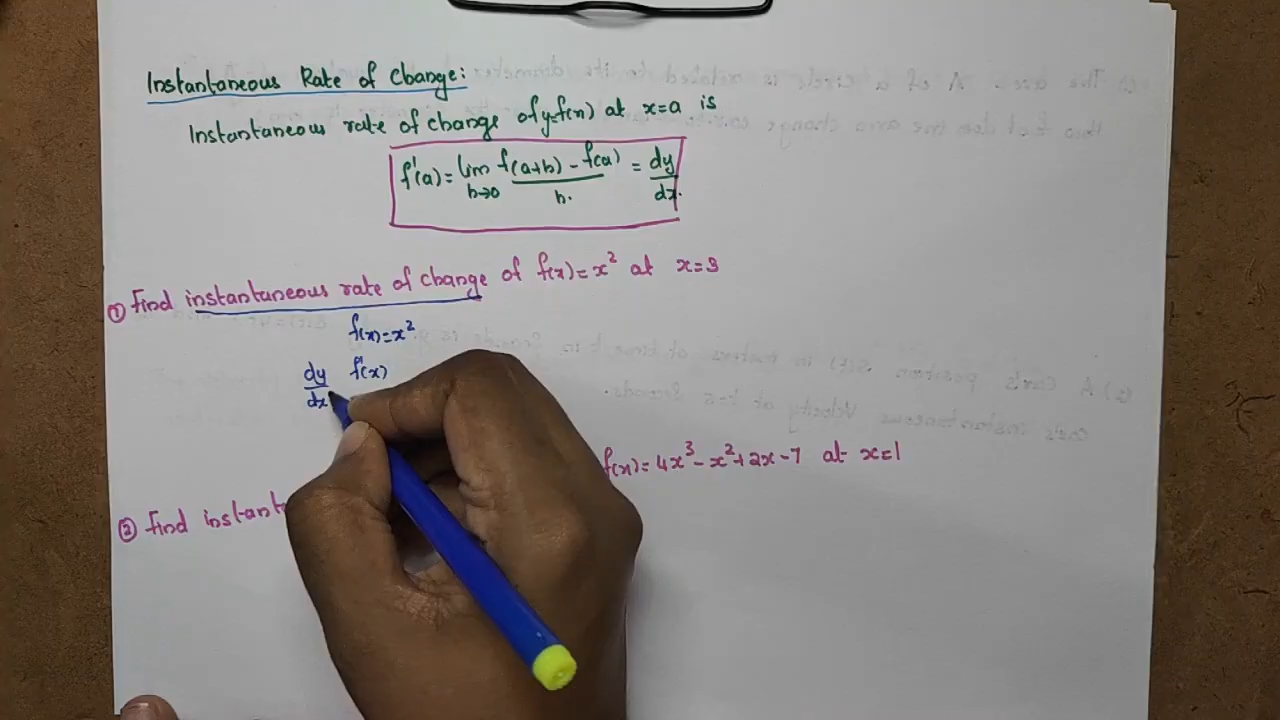 Instantaneous Rate of Change:
Instantaneous rate of change of y=f(x) at x=a is
f'(a) = lim h→0 f(a+h) - f(a) / h. = dy/dx.
① Find instantaneous rate of change of f(x) = x² at x=3
f(x) = x²
dy/dx f'(x)
② Find f(x) = 4x³ - x² + 2x - 7 at x=1